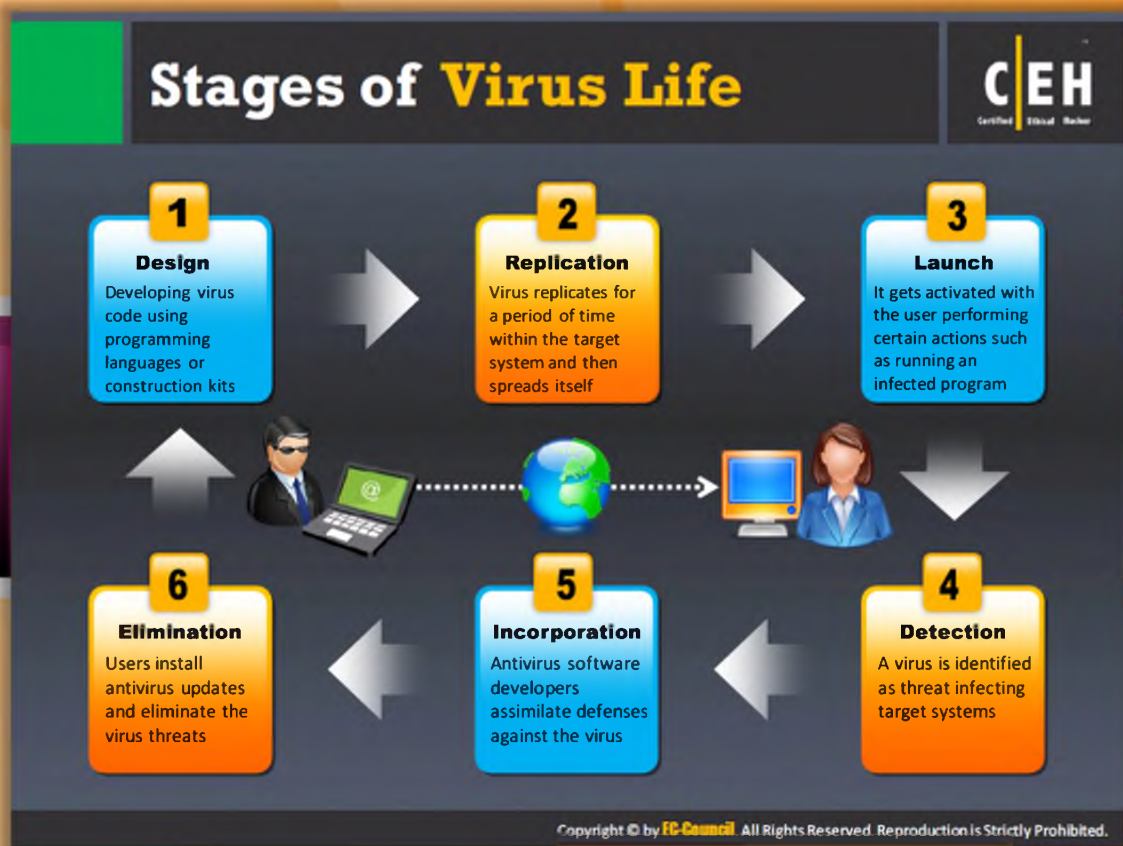 Stages of Virus Life
C|EH
Certified Ethical Hacker
1
Design
Developing virus
code using
programming
languages or
construction kits
2
Replication
Virus replicates for
a period of time
within the target
system and then
spreads itself
3
Launch
It gets activated with
the user performing
certain actions such
as running an
infected program
@
6
Elimination
Users install
antivirus updates
and eliminate the
virus threats
5
Incorporation
Antivirus software
developers
assimilate defenses
against the virus
4
Detection
A virus is identified
as threat infecting
target systems
Copyright © by EC-Council. All Rights Reserved. Reproduction is Strictly Prohibited.